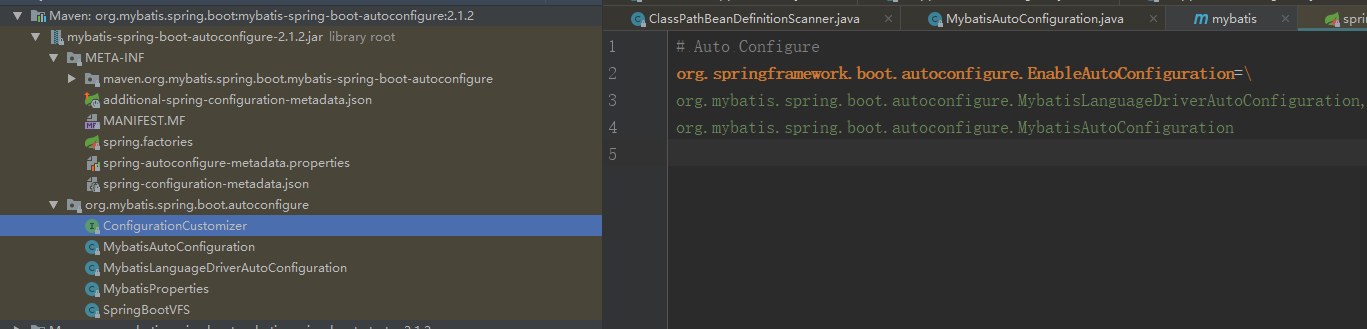 Maven: org.mybatis.spring.boot:mybatis-spring-boot-autoconfigure:2.1.2
mybatis-spring-boot-autoconfigure-2.1.2.jar library root
META-INF
maven.org.mybatis.spring.boot.mybatis-spring-boot-autoconfigure
additional-spring-configuration-metadata.json
MANIFEST.MF
spring.factories
spring-autoconfigure-metadata.properties
spring-configuration-metadata.json
org.mybatis.spring.boot.autoconfigure
ConfigurationCustomizer
MybatisAutoConfiguration
MybatisLanguageDriverAutoConfiguration
MybatisProperties
SpringBootVFS
ClassPathBeanDefinitionScanner.java MybatisAutoConfiguration.java mybatis
1 # Auto Configure
2 org.springframework.boot.autoconfigure.EnableAutoConfiguration=\
3 org.mybatis.spring.boot.autoconfigure.MybatisLanguageDriverAutoConfiguration,
4 org.mybatis.spring.boot.autoconfigure.MybatisAutoConfiguration
5